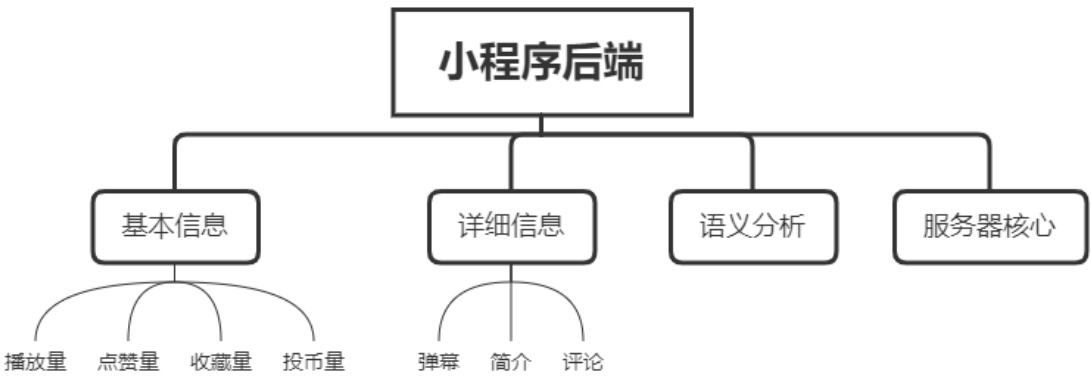 小程序后端
基本信息
详细信息
语义分析
服务器核心
播放量
点赞量
收藏量
投币量
弹幕
简介
评论